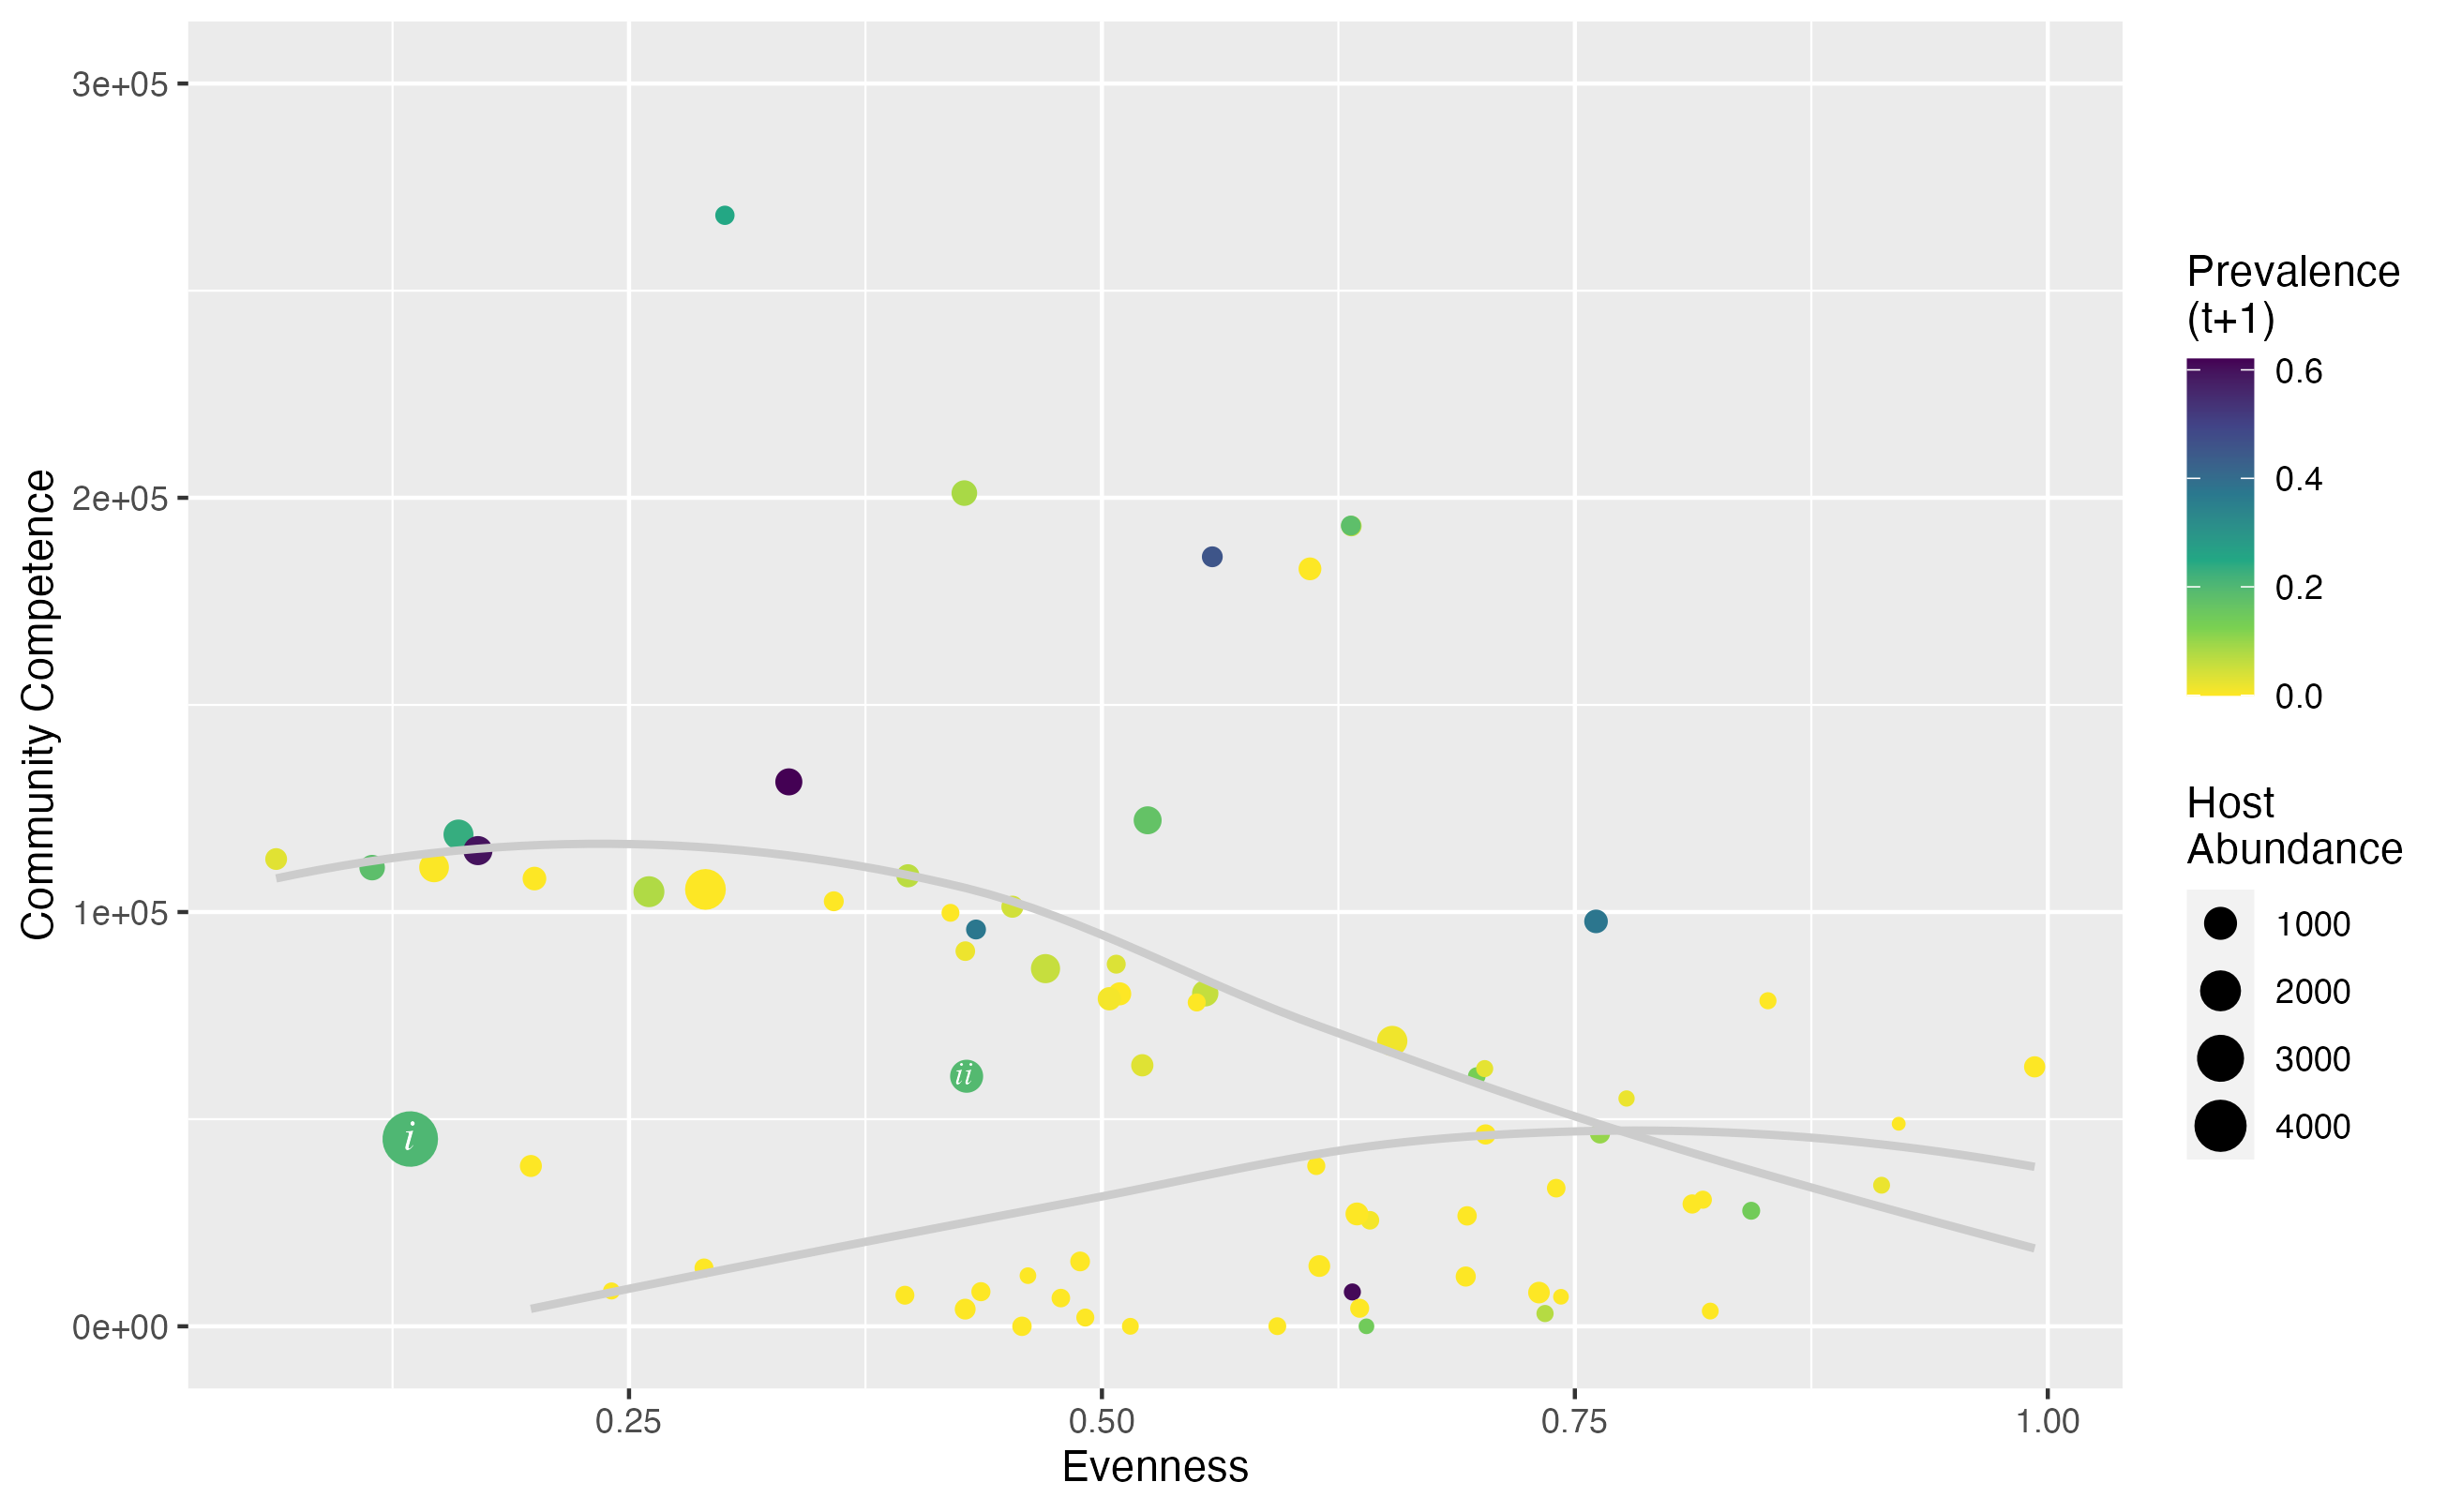 3e+05
2e+05
1e+05
0e+00
Community Competence
i
ii
0.25
0.50
0.75
1.00
Evenness
Prevalence
(t+1)
0.6
0.4
0.2
0.0
Host
Abundance
1000
2000
3000
4000